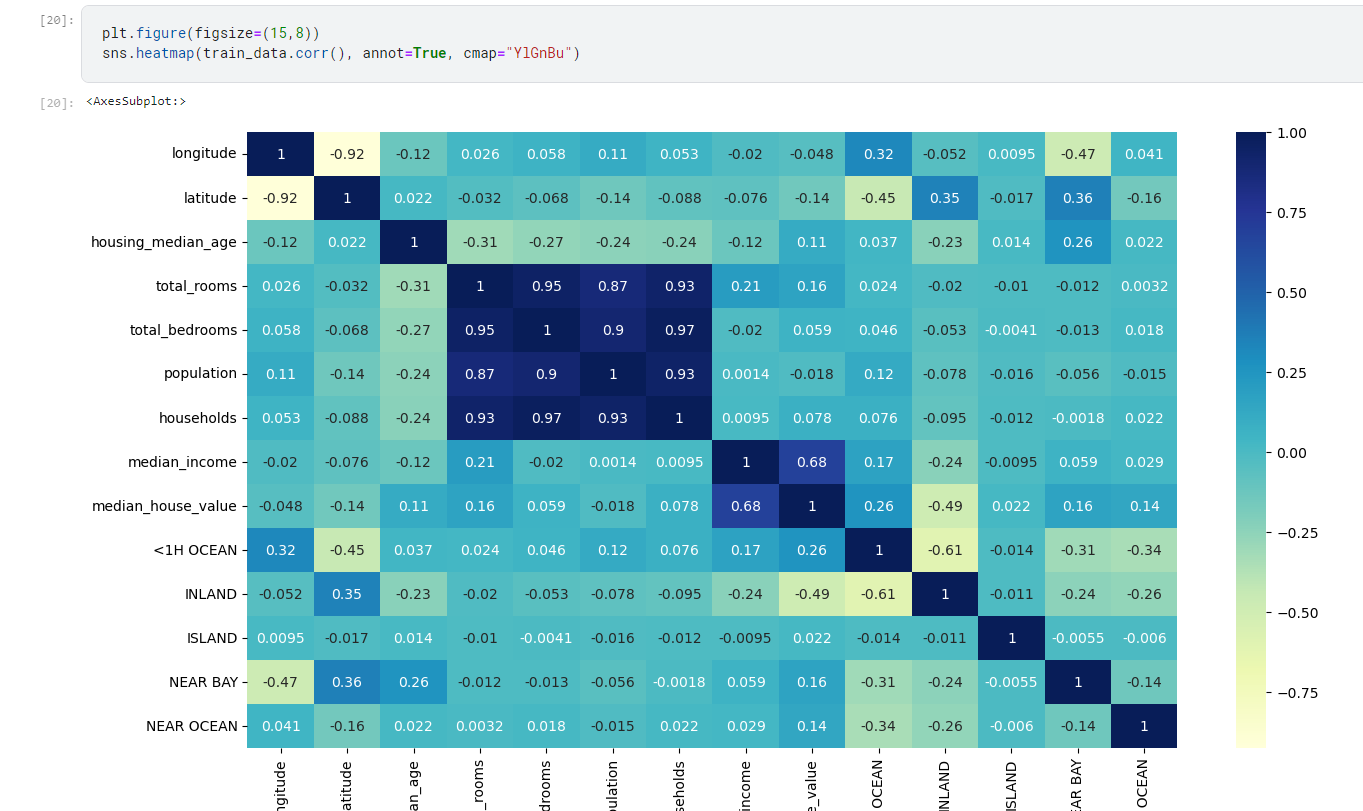 [20]:
plt.figure(figsize=(15,8))
sns.heatmap(train_data.corr(), annot=True, cmap="YlGnBu")
[20]: <AxesSubplot:>
longitude 1 -0.92 -0.12 0.026 0.058 0.11 0.053 -0.02 -0.048 0.32 -0.052 0.0095 -0.47 0.041
latitude -0.92 1 0.022 -0.032 -0.068 -0.14 -0.088 -0.076 -0.14 -0.45 0.35 -0.017 0.36 -0.16
housing_median_age -0.12 0.022 1 -0.31 -0.27 -0.24 -0.24 -0.12 0.11 0.037 -0.23 0.014 0.26 0.022
total_rooms 0.026 -0.032 -0.31 1 0.95 0.87 0.93 0.21 0.16 0.024 -0.02 -0.01 -0.012 0.0032
total_bedrooms 0.058 -0.068 -0.27 0.95 1 0.9 0.97 -0.02 0.059 0.046 -0.053 -0.0041 -0.013 0.018
population 0.11 -0.14 -0.24 0.87 0.9 1 0.93 0.0014 -0.018 0.12 -0.078 -0.016 -0.056 -0.015
households 0.053 -0.088 -0.24 0.93 0.97 0.93 1 0.0095 0.078 0.076 -0.095 -0.012 -0.0018 0.022
median_income -0.02 -0.076 -0.12 0.21 -0.02 0.0014 0.0095 1 0.68 0.17 -0.24 -0.0095 0.059 0.029
median_house_value -0.048 -0.14 0.11 0.16 0.059 -0.018 0.078 0.68 1 0.26 -0.49 0.022 0.16 0.14
<1H OCEAN 0.32 -0.45 0.037 0.024 0.046 0.12 0.076 0.17 0.26 1 -0.61 -0.014 -0.31 -0.34
INLAND -0.052 0.35 -0.23 -0.02 -0.053 -0.078 -0.095 -0.24 -0.49 -0.61 1 -0.011 -0.24 -0.26
ISLAND 0.0095 -0.017 0.014 -0.01 -0.0041 -0.016 -0.012 -0.0095 0.022 -0.014 -0.011 1 -0.0055 -0.006
NEAR BAY -0.47 0.36 0.26 -0.012 -0.013 -0.056 -0.0018 0.059 0.16 -0.31 -0.24 -0.0055 1 -0.14
NEAR OCEAN 0.041 -0.16 0.022 0.0032 0.018 -0.015 0.022 0.029 0.14 -0.34 -0.26 -0.006 -0.14 1
ngitude
atitude
an_age
_rooms
drooms
ulation
seholds
income
e_value
OCEAN
INLAND
ISLAND
AR BAY
OCEAN
1.00
0.75
0.50
0.25
0.00
−0.25
−0.50
−0.75